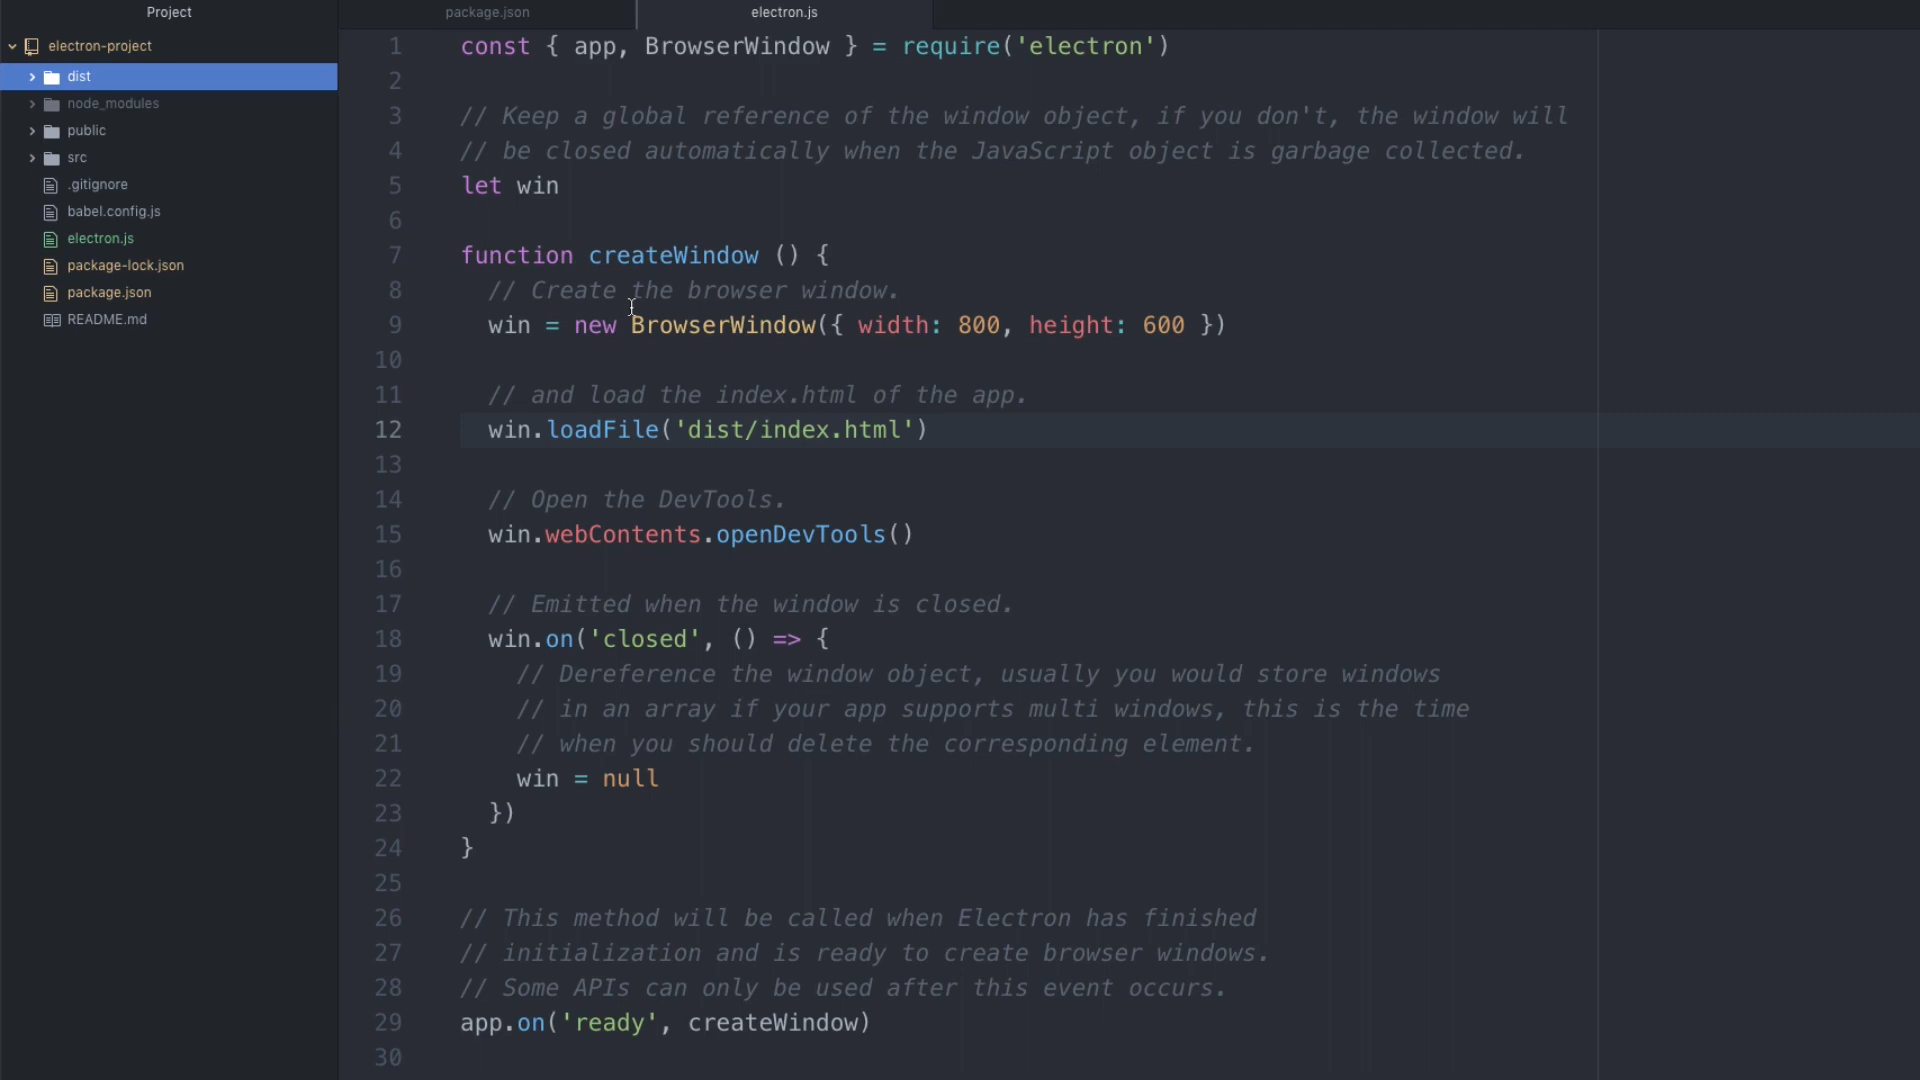 Project
electron-project
dist
node_modules
public
src
.gitignore
babel.config.js
electron.js
package-lock.json
package.json
README.md
package.json
electron.js
1 const { app, BrowserWindow } = require('electron')
2
3 // Keep a global reference of the window object, if you don't, the window will
4 // be closed automatically when the JavaScript object is garbage collected.
5 let win
6
7 function createWindow () {
8   // Create the browser window.
9   win = new BrowserWindow({ width: 800, height: 600 })
10
11   // and load the index.html of the app.
12   win.loadFile('dist/index.html')
13
14   // Open the DevTools.
15   win.webContents.openDevTools()
16
17   // Emitted when the window is closed.
18   win.on('closed', () => {
19     // Dereference the window object, usually you would store windows
20     // in an array if your app supports multi windows, this is the time
21     // when you should delete the corresponding element.
22     win = null
23   })
24 }
25
26 // This method will be called when Electron has finished
27 // initialization and is ready to create browser windows.
28 // Some APIs can only be used after this event occurs.
29 app.on('ready', createWindow)
30